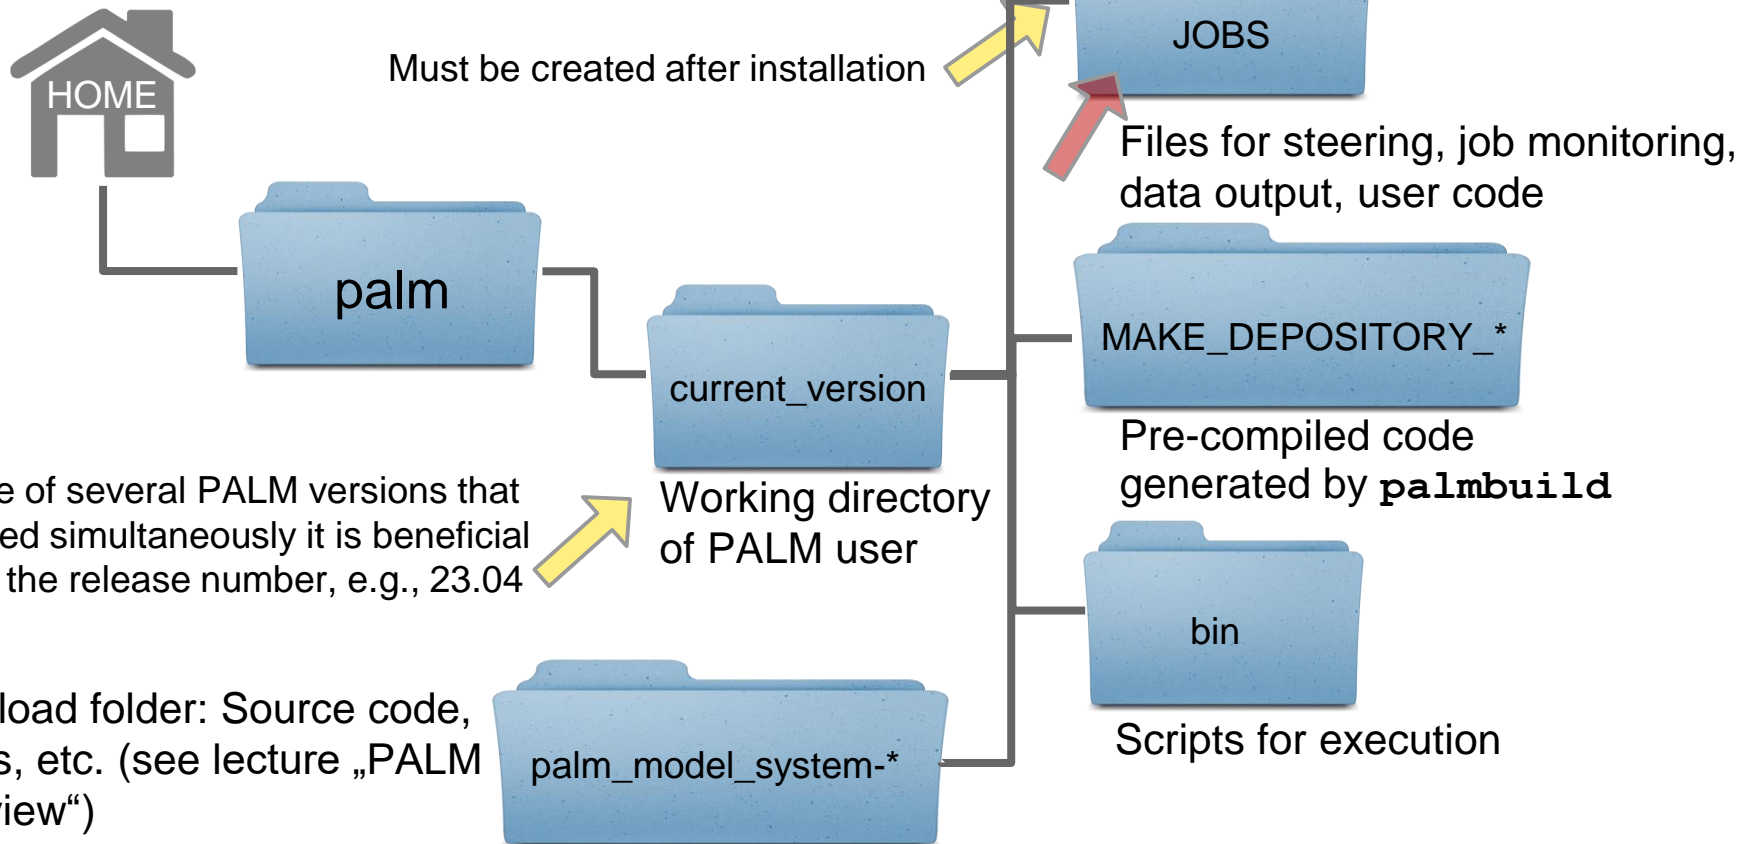 JOBS
HOME
Must be created after installation
Files for steering, job monitoring,
data output, user code
palm
MAKE_DEPOSITORY_*
current_version
Pre-compiled code
generated by palmbuild
of several PALM versions that
simultaneously it is beneficial
the release number, e.g., 23.04
Working directory
of PALM user
bin
Scripts for execution
folder: Source code,
etc. (see lecture „PALM
palm_model_system-*